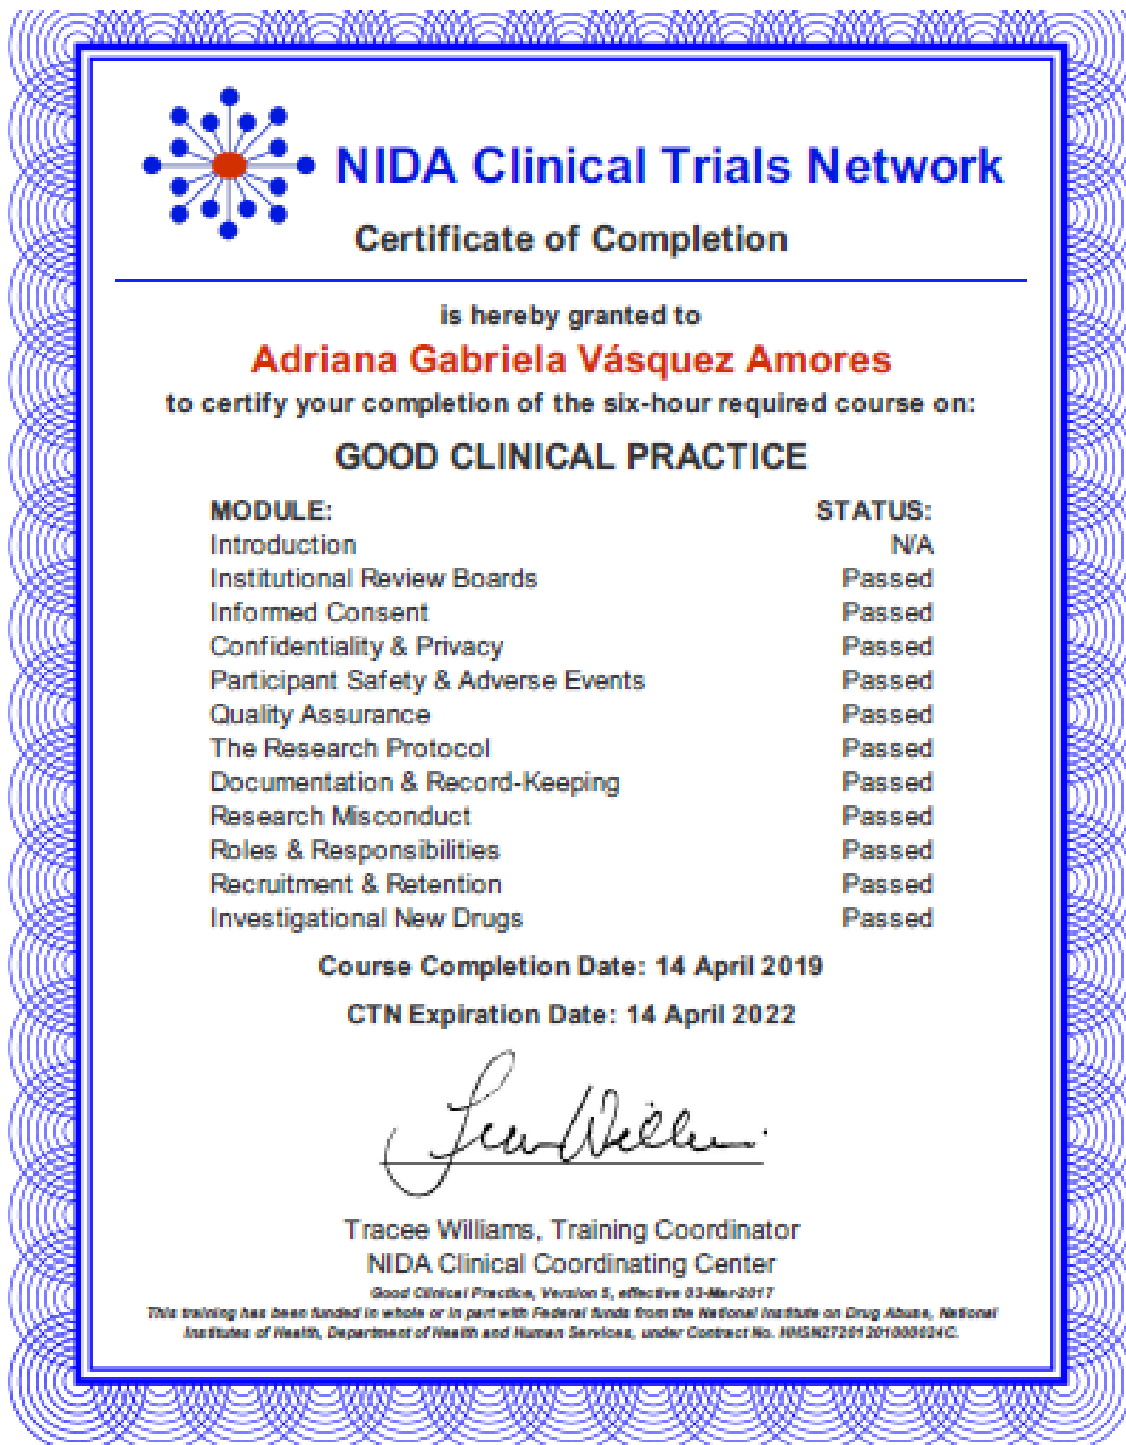 NIDA Clinical Trials Network
Certificate of Completion
is hereby granted to
Adriana Gabriela Vásquez Amores
to certify your completion of the six-hour required course on:
GOOD CLINICAL PRACTICE
MODULE: STATUS:
Introduction N/A
Institutional Review Boards Passed
Informed Consent Passed
Confidentiality & Privacy Passed
Participant Safety & Adverse Events Passed
Quality Assurance Passed
The Research Protocol Passed
Documentation & Record-Keeping Passed
Research Misconduct Passed
Roles & Responsibilities Passed
Recruitment & Retention Passed
Investigational New Drugs Passed
Course Completion Date: 14 April 2019
CTN Expiration Date: 14 April 2022
Tracee Williams, Training Coordinator
NIDA Clinical Coordinating Center
Good Clinical Practice, Version 5, effective 03-Mar-2017
This training has been funded in whole or in part with Federal funds from the National Institute on Drug Abuse, National
Institutes of Health, Department of Health and Human Services, under Contract No.